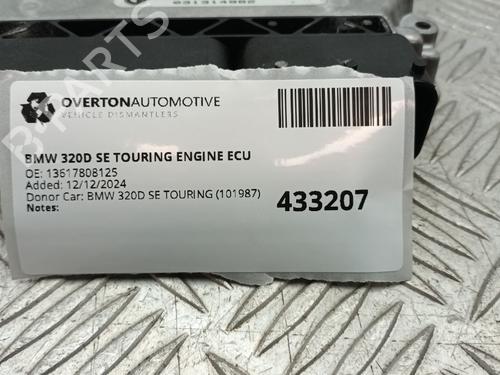 OVERTONAUTOMOTIVE
VEHICLE DISMANTLERS
BMW 320D SE TOURING ENGINE ECU
OE: 13617808125
Added: 12/12/2024
Donor Car: BMW 320D SE TOURING (101987)
Notes:
433207